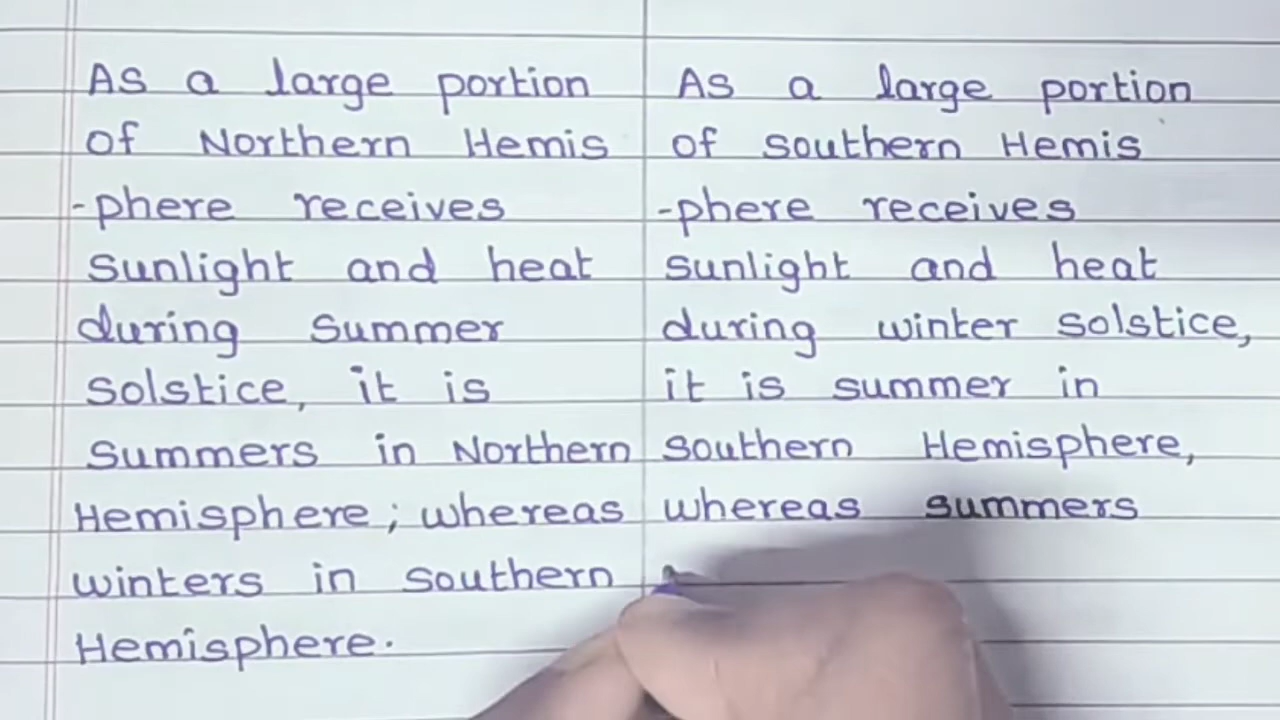 As a large portion
of Northern Hemis
-phere receives
sunlight and heat
during summer
solstice, it is
summers in Northern
Hemisphere; whereas
winters in southern
Hemisphere.
As a large portion
of southern Hemis
-phere receives
sunlight and heat
during winter solstice,
it is summer in
southern Hemisphere,
whereas summers